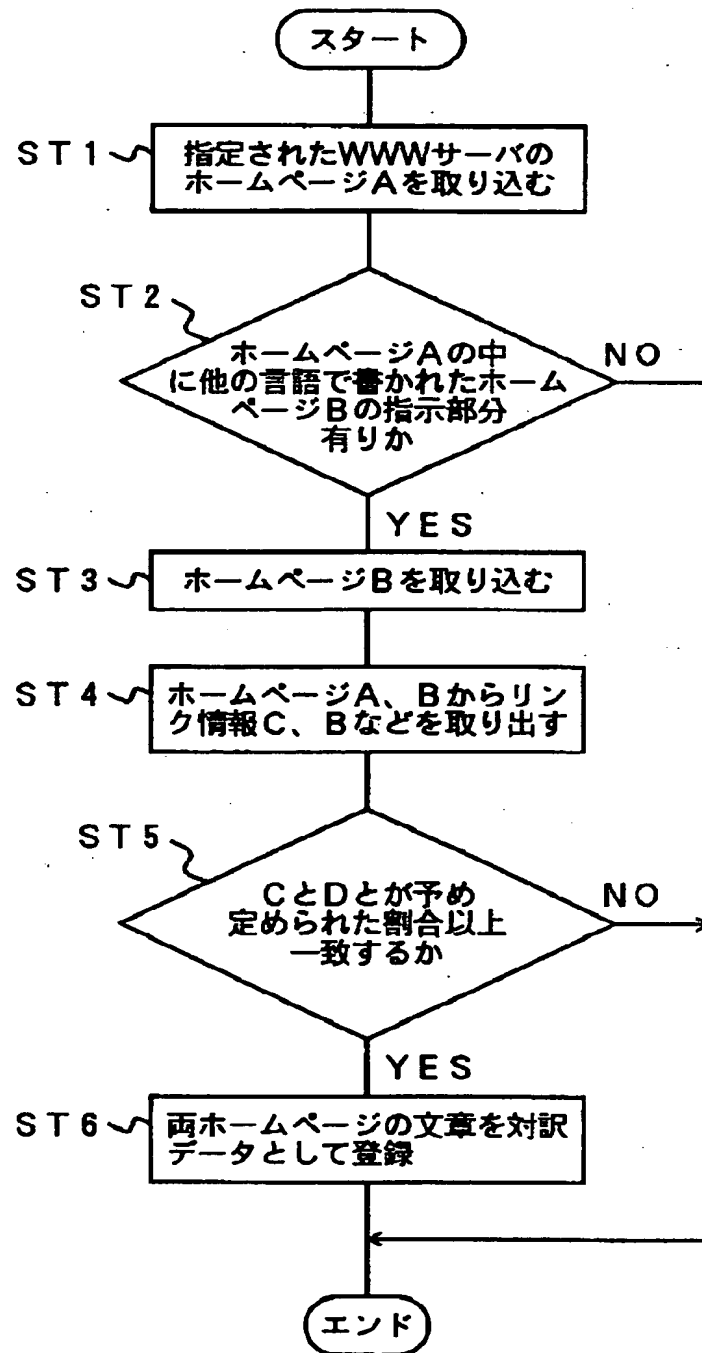 スタート
ST1
指定されたWWWサーバの
ホームページAを取り込む
ST2
ホームページAの中
に他の言語で書かれたホーム
ページBの指示部分
有りか
NO
YES
ST3
ホームページBを取り込む
ST4
ホームページA、Bからリン
ク情報C、Bなどを取り出す
ST5
CとDとが予め
定められた割合以上
一致するか
NO
YES
ST6
両ホームページの文章を対訳
データとして登録
エンド